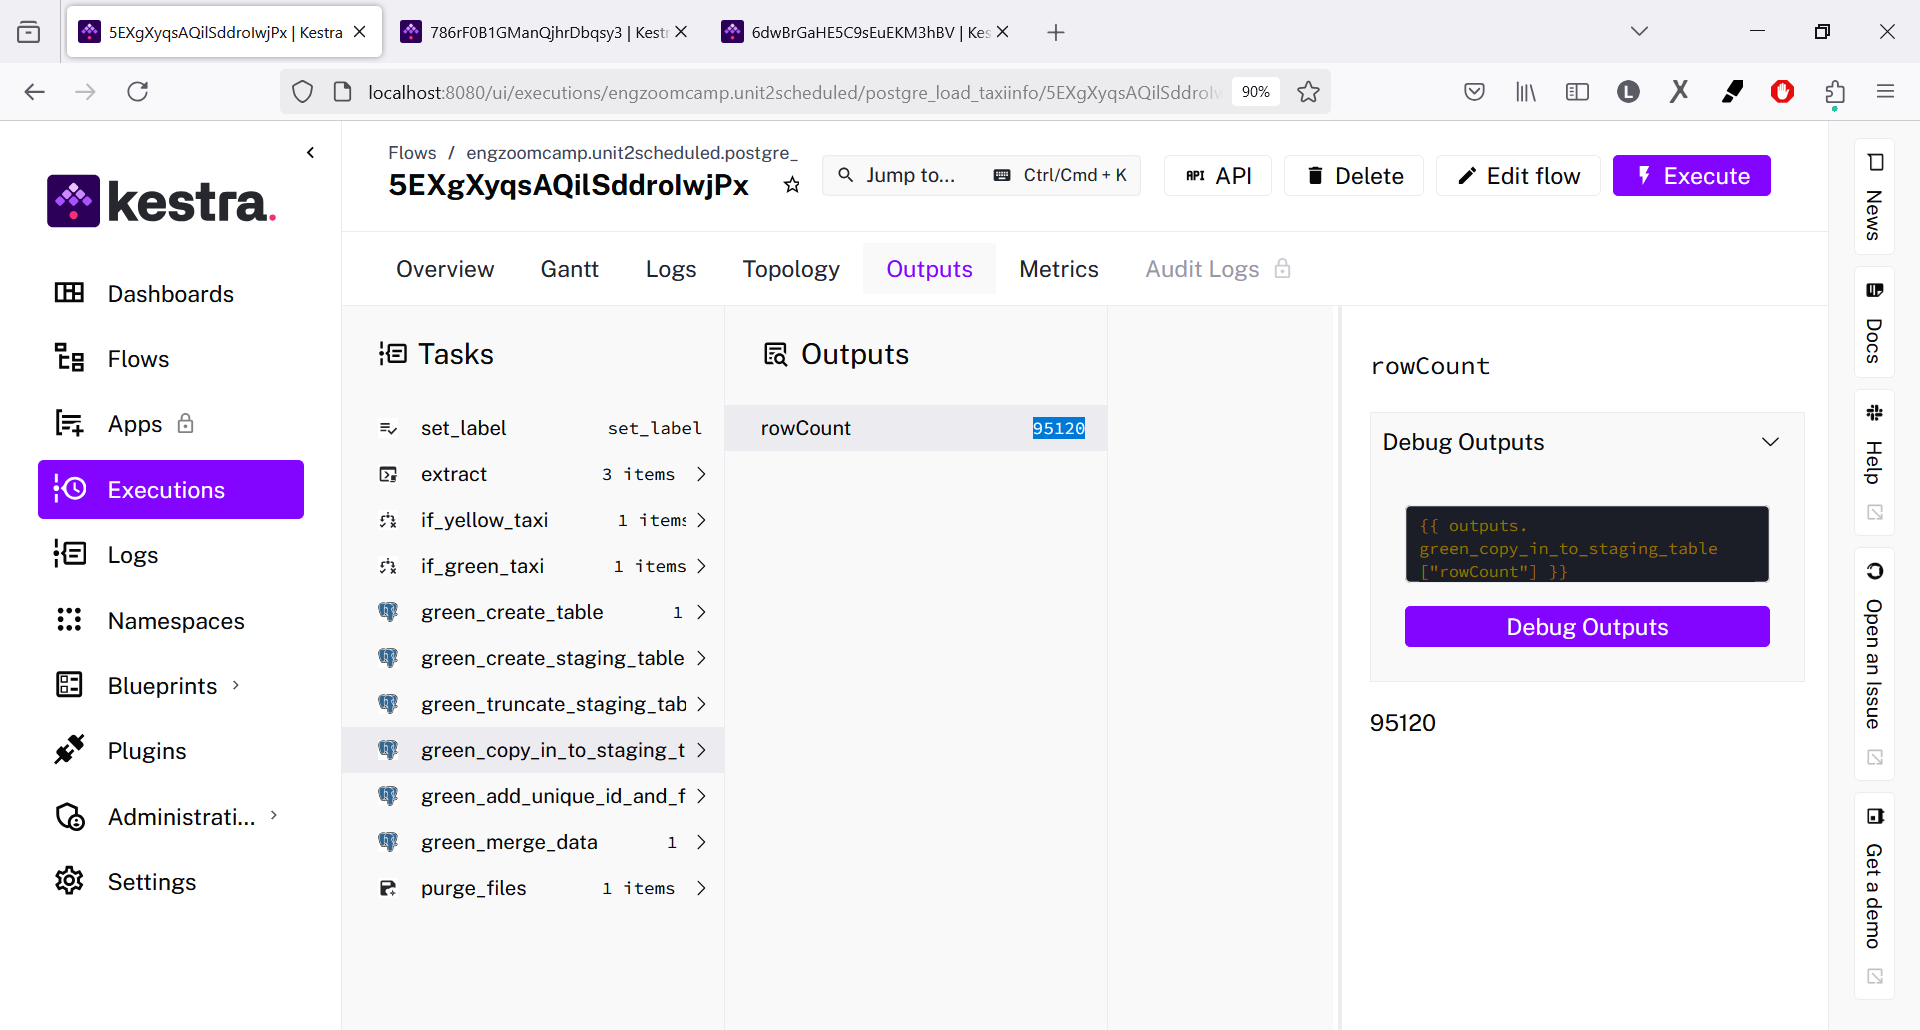 5EXgXyqsAQilSddroIwjPx | Kestra
786rF0B1GManQjhrDbqsy3 | Kestr
6dwBrGaHE5C9sEuEKM3hBV | Kes
localhost:8080/ui/executions/engzoomcamp.unit2scheduled/postgre_load_taxiinfo/5EXgXyqsAQilSddroIw
90%
kestra.
Dashboards
Flows
Apps
Executions
Logs
Namespaces
Blueprints
Plugins
Administrati...
Settings
Flows / engzoomcamp.unit2scheduled.postgre_
5EXgXyqsAQilSddroIwjPx
Jump to... Ctrl/Cmd + K
API API
Delete
Edit flow
Execute
Overview
Gantt
Logs
Topology
Outputs
Metrics
Audit Logs
Tasks
set_label set_label
extract 3 items
if_yellow_taxi 1 items
if_green_taxi 1 items
green_create_table 1
green_create_staging_table
green_truncate_staging_tab
green_copy_in_to_staging_t
green_add_unique_id_and_f
green_merge_data 1
purge_files 1 items
Outputs
rowCount 95120
rowCount
Debug Outputs
{{ outputs.
green_copy_in_to_staging_table
["rowCount"] }}
Debug Outputs
95120
News
Docs
Help
Open an Issue
Get a demo